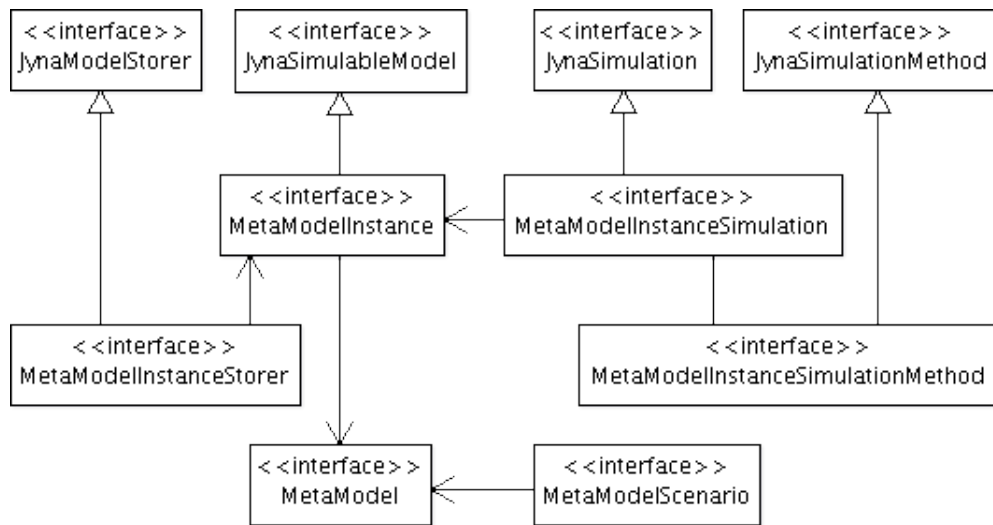 < <interface> >
JynaModelStorer
< <interface> >
JynaSimulableModel
< <interface> >
JynaSimulation
< <interface> >
JynaSimulationMethod
< <interface> >
MetaModelInstance
< <interface> >
MetaModelInstanceSimulation
< <interface> >
MetaModelInstanceStorer
< <interface> >
MetaModelInstanceSimulationMethod
< <interface> >
MetaModel
< <interface> >
MetaModelScenario